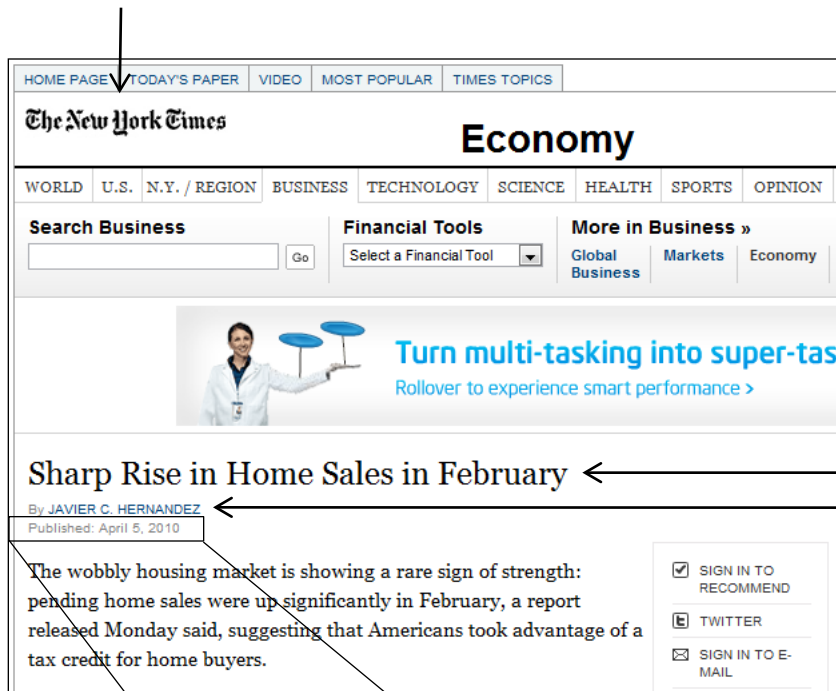 HOME PAGE TODAY'S PAPER VIDEO MOST POPULAR TIMES TOPICS
The New York Times
Economy
WORLD U.S. N.Y. / REGION BUSINESS TECHNOLOGY SCIENCE HEALTH SPORTS OPINION
Search Business Financial Tools More in Business »
Go Select a Financial Tool Global Business Markets Economy
Turn multi-tasking into super-tas
Rollover to experience smart performance >
Sharp Rise in Home Sales in February
By JAVIER C. HERNANDEZ
Published: April 5, 2010
The wobbly housing market is showing a rare sign of strength:
pending home sales were up significantly in February, a report
released Monday said, suggesting that Americans took advantage of a
tax credit for home buyers.
SIGN IN TO
RECOMMEND
TWITTER
SIGN IN TO E-
MAIL